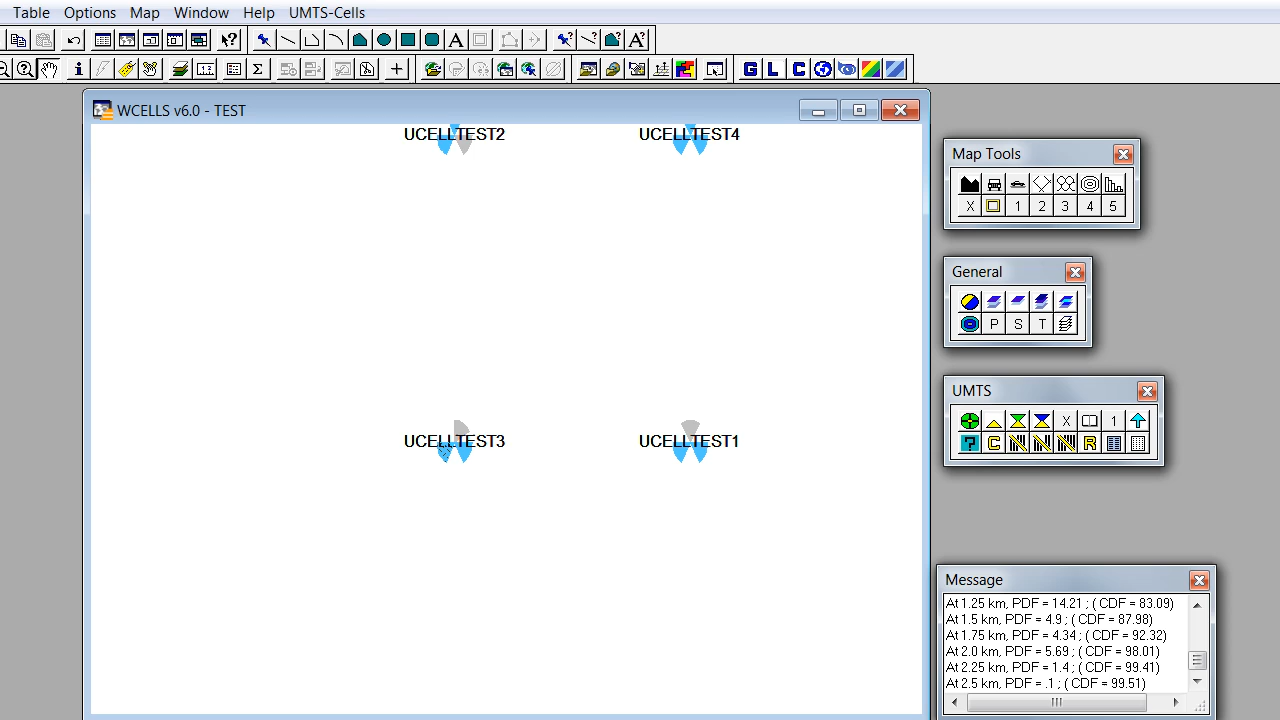 Table Options Map Window Help UMTS-Cells
A A
i Σ G L C
WCELLS v6.0 - TEST
UCELLTEST2 UCELLTEST4
UCELLTEST3 UCELLTEST1
Map Tools
X 1 2 3 4 5
General
P S T
UMTS
X 1
? C R
Message
At 1.25 km, PDF = 14.21 ; ( CDF = 83.09)
At 1.5 km, PDF = 4.9 ; ( CDF = 87.98)
At 1.75 km, PDF = 4.34 ; ( CDF = 92.32)
At 2.0 km, PDF = 5.69 ; ( CDF = 98.01)
At 2.25 km, PDF = 1.4 ; ( CDF = 99.41)
At 2.5 km, PDF = .1 ; ( CDF = 99.51)